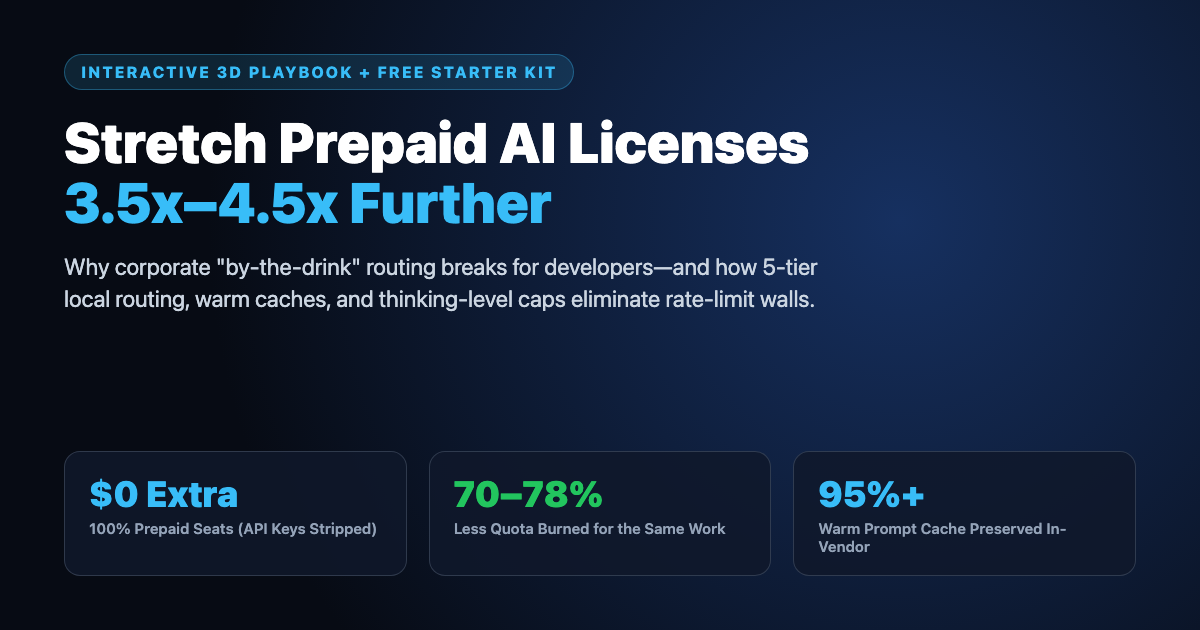 INTERACTIVE 3D PLAYBOOK + FREE STARTER KIT
Stretch Prepaid AI Licenses
3.5x–4.5x Further
Why corporate "by-the-drink" routing breaks for developers—and how 5-tier
local routing, warm caches, and thinking-level caps eliminate rate-limit walls.
$0 Extra
100% Prepaid Seats (API Keys Stripped)
70–78%
Less Quota Burned for the Same Work
95%+
Warm Prompt Cache Preserved In-
Vendor